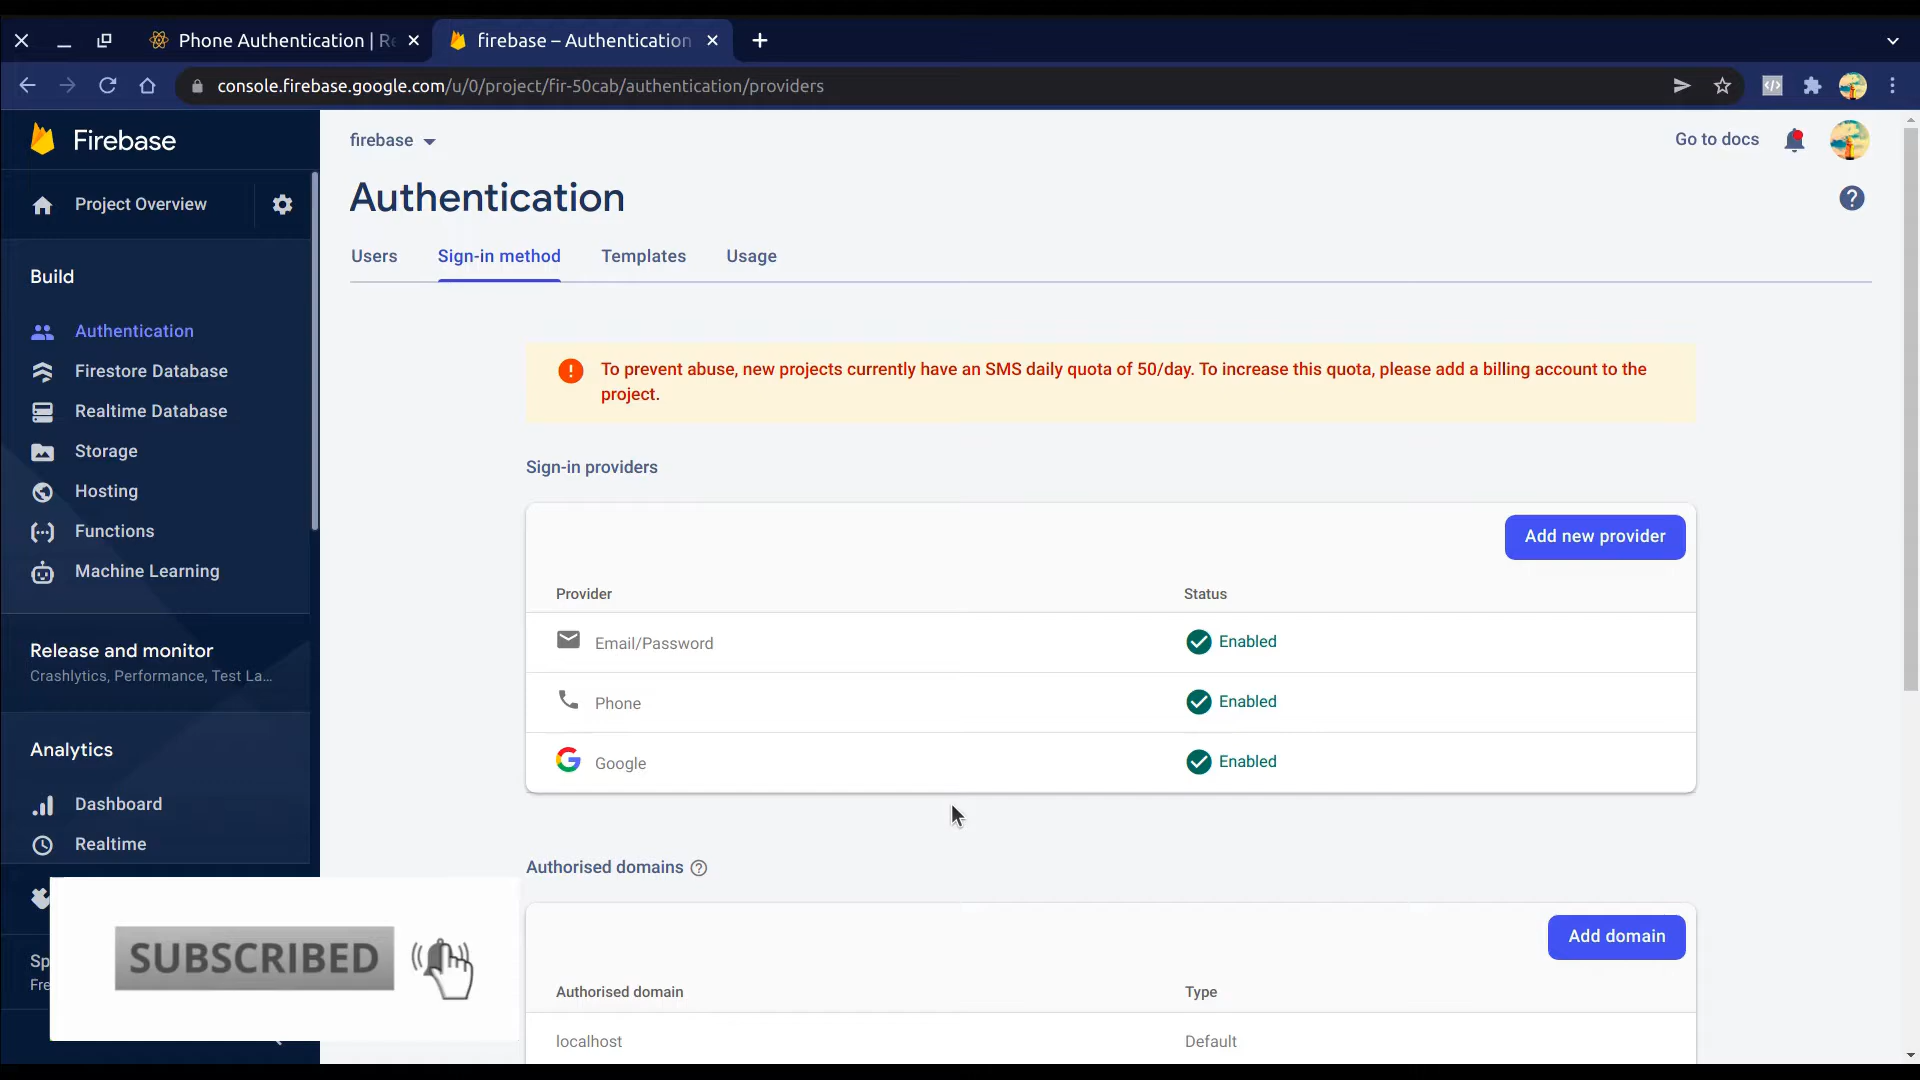 Phone Authentication | Re
firebase – Authentication
console.firebase.google.com/u/0/project/fir-50cab/authentication/providers
Firebase
Project Overview
Build
Authentication
Firestore Database
Realtime Database
Storage
Hosting
Functions
Machine Learning
Release and monitor
Crashlytics, Performance, Test La...
Analytics
Dashboard
Realtime
Sp
Fre
SUBSCRIBED
firebase
Go to docs
Authentication
Users
Sign-in method
Templates
Usage
To prevent abuse, new projects currently have an SMS daily quota of 50/day. To increase this quota, please add a billing account to the
project.
Sign-in providers
Add new provider
Provider Status
Email/Password Enabled
Phone Enabled
Google Enabled
Authorised domains
Add domain
Authorised domain Type
localhost Default